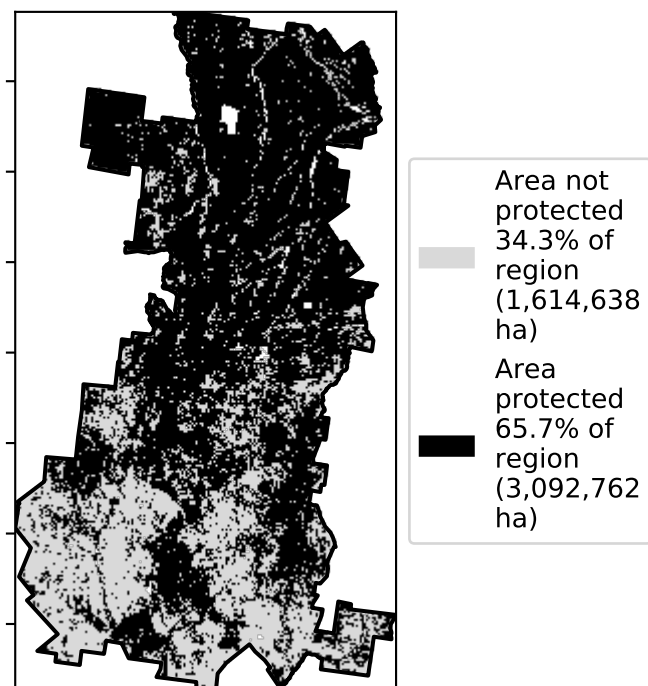 Area not
protected
34.3% of
region
(1,614,638
ha)
Area
protected
65.7% of
region
(3,092,762
ha)